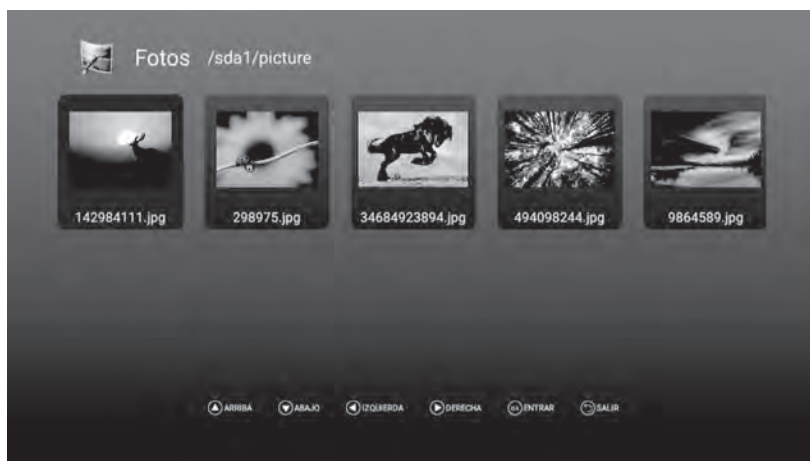 Fotos /sda1/picture
142984111.jpg 298975.jpg 34684923894.jpg 494098244.jpg 9864589.jpg
ARRIBA ABAJO IZQUIERDA DERECHA OK ENTRAR SALIR